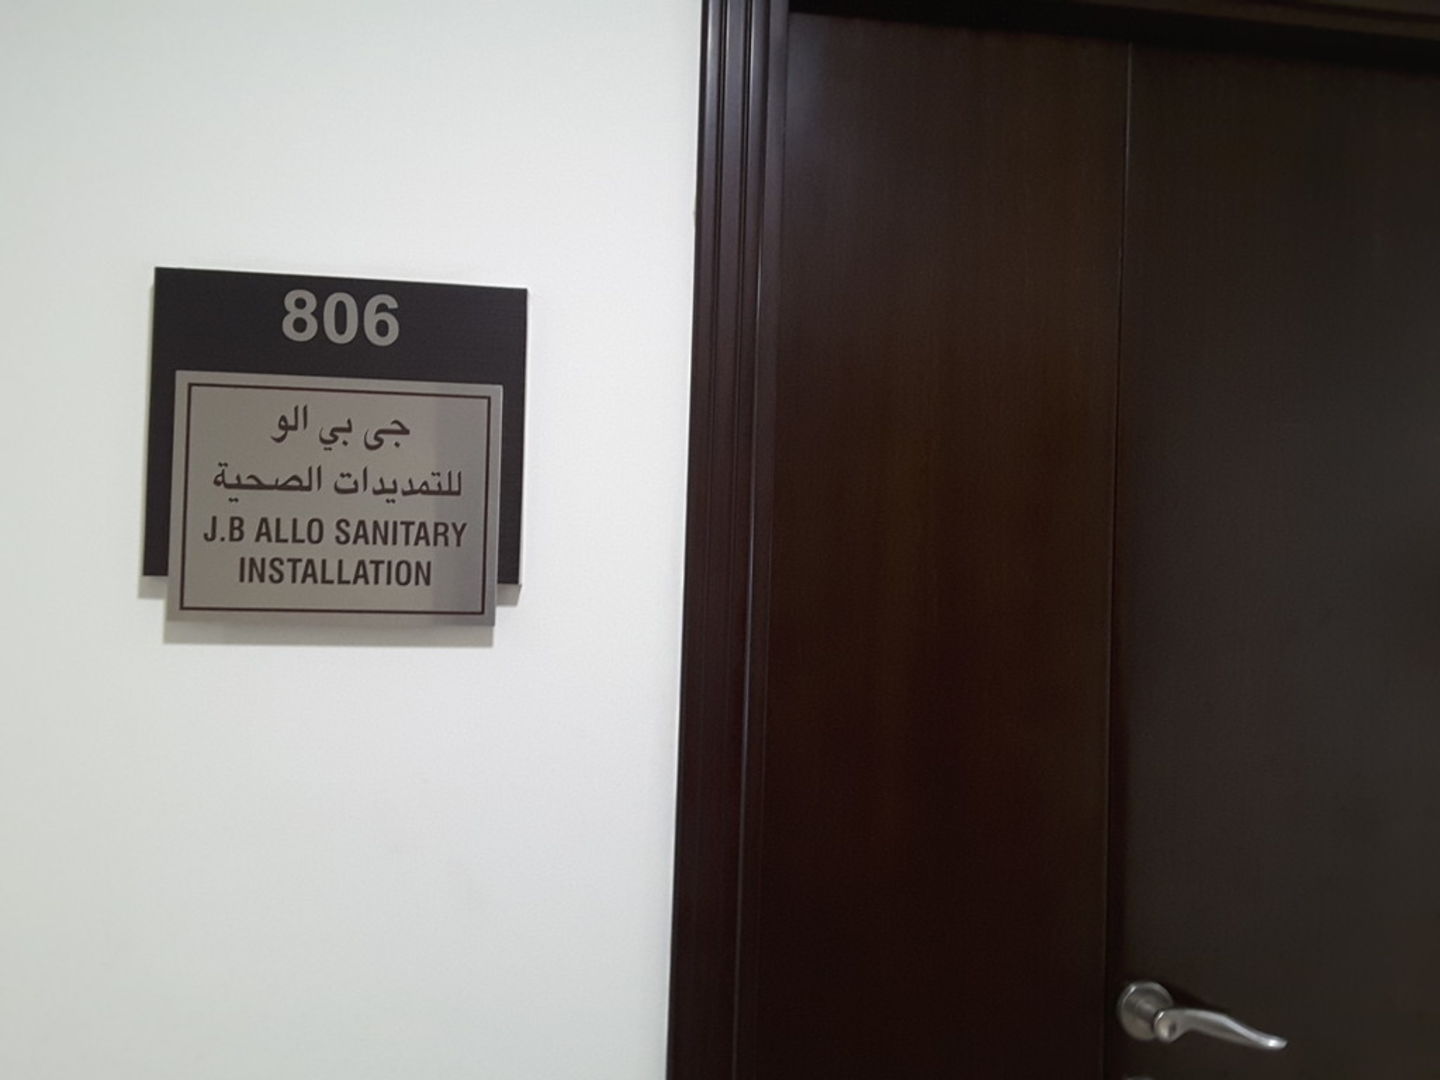 806
جى بي الو
للتمديدات الصحية
J.B ALLO SANITARY
INSTALLATION